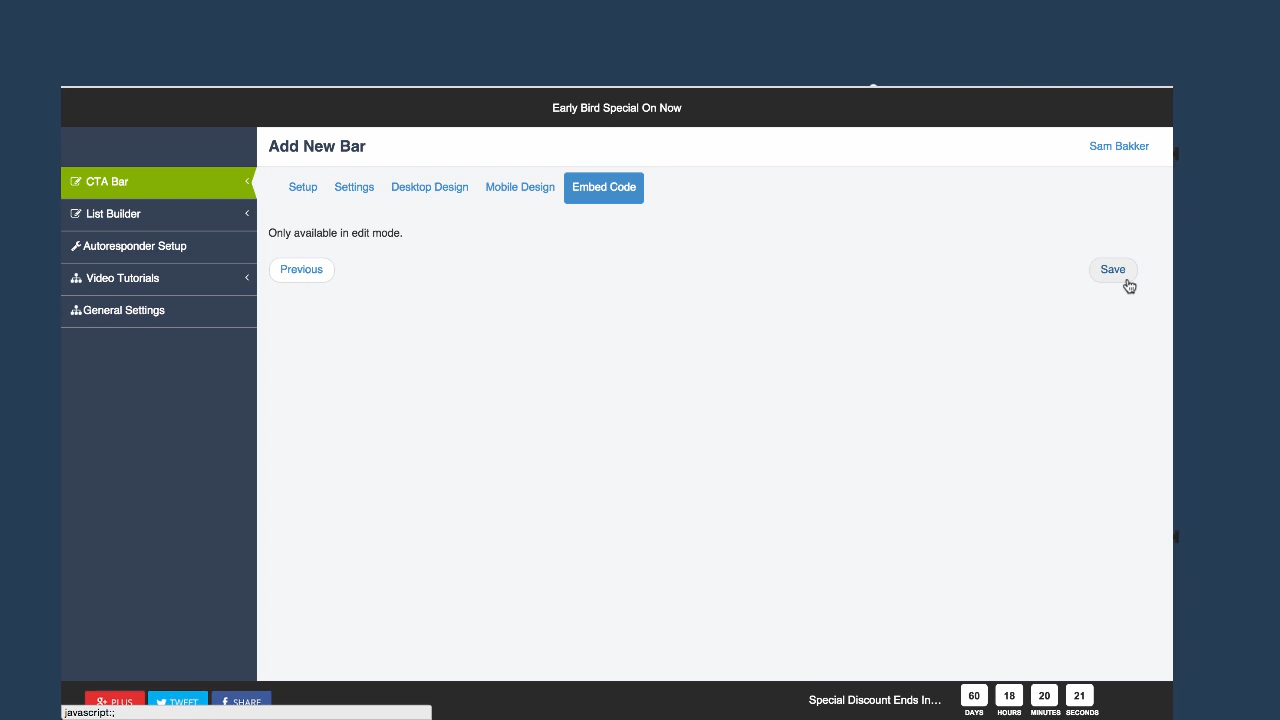 Early Bird Special On Now
Add New Bar
Sam Bakker
CTA Bar
List Builder
Autoresponder Setup
Video Tutorials
General Settings
Setup Settings Desktop Design Mobile Design Embed Code
Only available in edit mode.
Previous
Save
PLUS TWEET SHARE
Special Discount Ends In...
60 18 20 21
DAYS HOURS MINUTES SECONDS
javascript:;